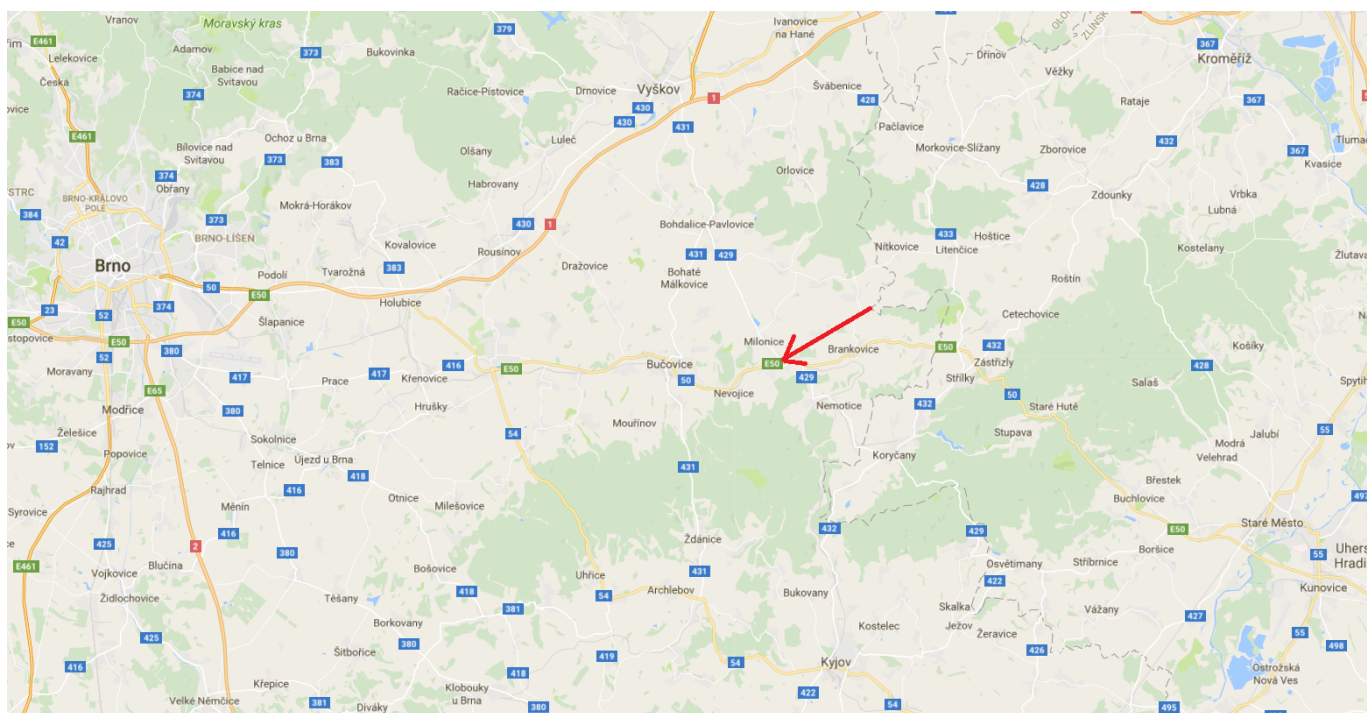 Vranov
Moravský kras
379
Ivanovice
na Hané
OLO
ZLÍNSK
1
367
Kroměříž
E461
Lelekovice
Adamov
373
Bukovinka
Dřínov
Věžky
Česká
Babice nad
Svitavou
374
Račice-Pístovice
Drnovice
Vyškov
1
Švábenice
428
Rataje
367
430
430
431
E461
Ochoz u Brna
Luleč
Pačlavice
Bílovice nad
Svitavou
373
383
Olšany
Morkovice-Slížany
Zborovice
432
367
Tlumač
Kvasice
374
Obřany
Habrovany
Orlovice
428
Zdounky
Vrbka
Lubná
BRNO-KRÁLOVO
POLE
384
373
Mokrá-Horákov
430
1
Bohdalice-Pavlovice
42
BRNO-LÍŠEŇ
Kovalovice
Rousínov
Nítkovice
433
Litenčice
Hoštice
Kostelany
Žlutava
Brno
50
Podolí
Tvarožná
383
Dražovice
431
429
Bohaté
Málkovice
Roštín
E50
Holubice
23
52
374
Šlapanice
Cetechovice
E50
E50
380
Milonice
Brankovice
E50
432
Košíky
52
Moravany
417
Prace
417
Křenovice
416
E50
Bučovice
50
E50
429
Zástřizly
Střílky
428
Salaš
E65
Modřice
380
Hrušky
Nevojice
Nemotice
432
50
Staré Hutě
Želešice
152
Popovice
Sokolnice
54
Mouřínov
Stupava
Modrá
Velehrad
Jalubí
55
Telnice
Újezd u Brna
418
431
Koryčany
Břestek
Rajhrad
416
Otnice
Milešovice
Buchlovice
497
Syrovice
Měnín
416
432
429
E50
Staré Město
425
2
380
Ždánice
Boršice
55
E461
Vojkovice
Blučina
Bošovice
Uhřice
431
Osvětimany
Stříbrnice
422
Kunovice
Židlochovice
Těšany
418
381
54
Archlebov
Bukovany
Skalka
Vážany
427
425
Borkovany
380
Kostelec
Ježov
Žeravice
55
498
416
Šitbořice
419
54
Kyjov
426
Ostrožská
Nová Ves
Křepice
418
Velké Němčice
381
Diváky
Klobouky
u Brna
380
422
54
495